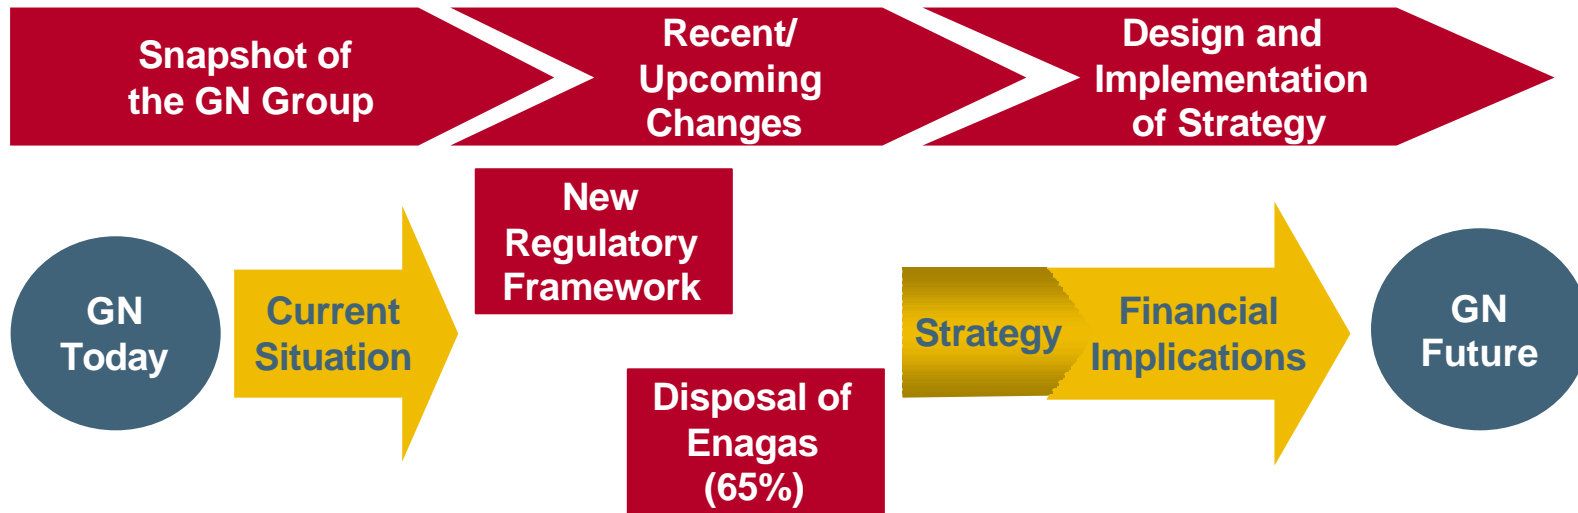 Snapshot of
the GN Group
Recent/
Upcoming
Changes
Design and
Implementation
of Strategy
New
Regulatory
Framework
GN
Today
Current
Situation
Strategy
Financial
Implications
GN
Future
Disposal of
Enagas
(65%)